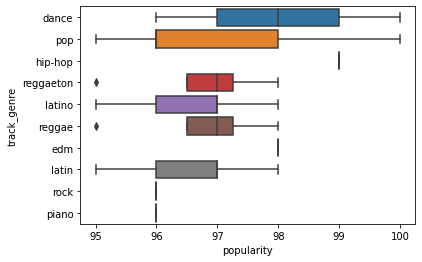 track_genre
dance
pop
hip-hop
reggaeton
latino
reggae
edm
latin
rock
piano
95 96 97 98 99 100
popularity